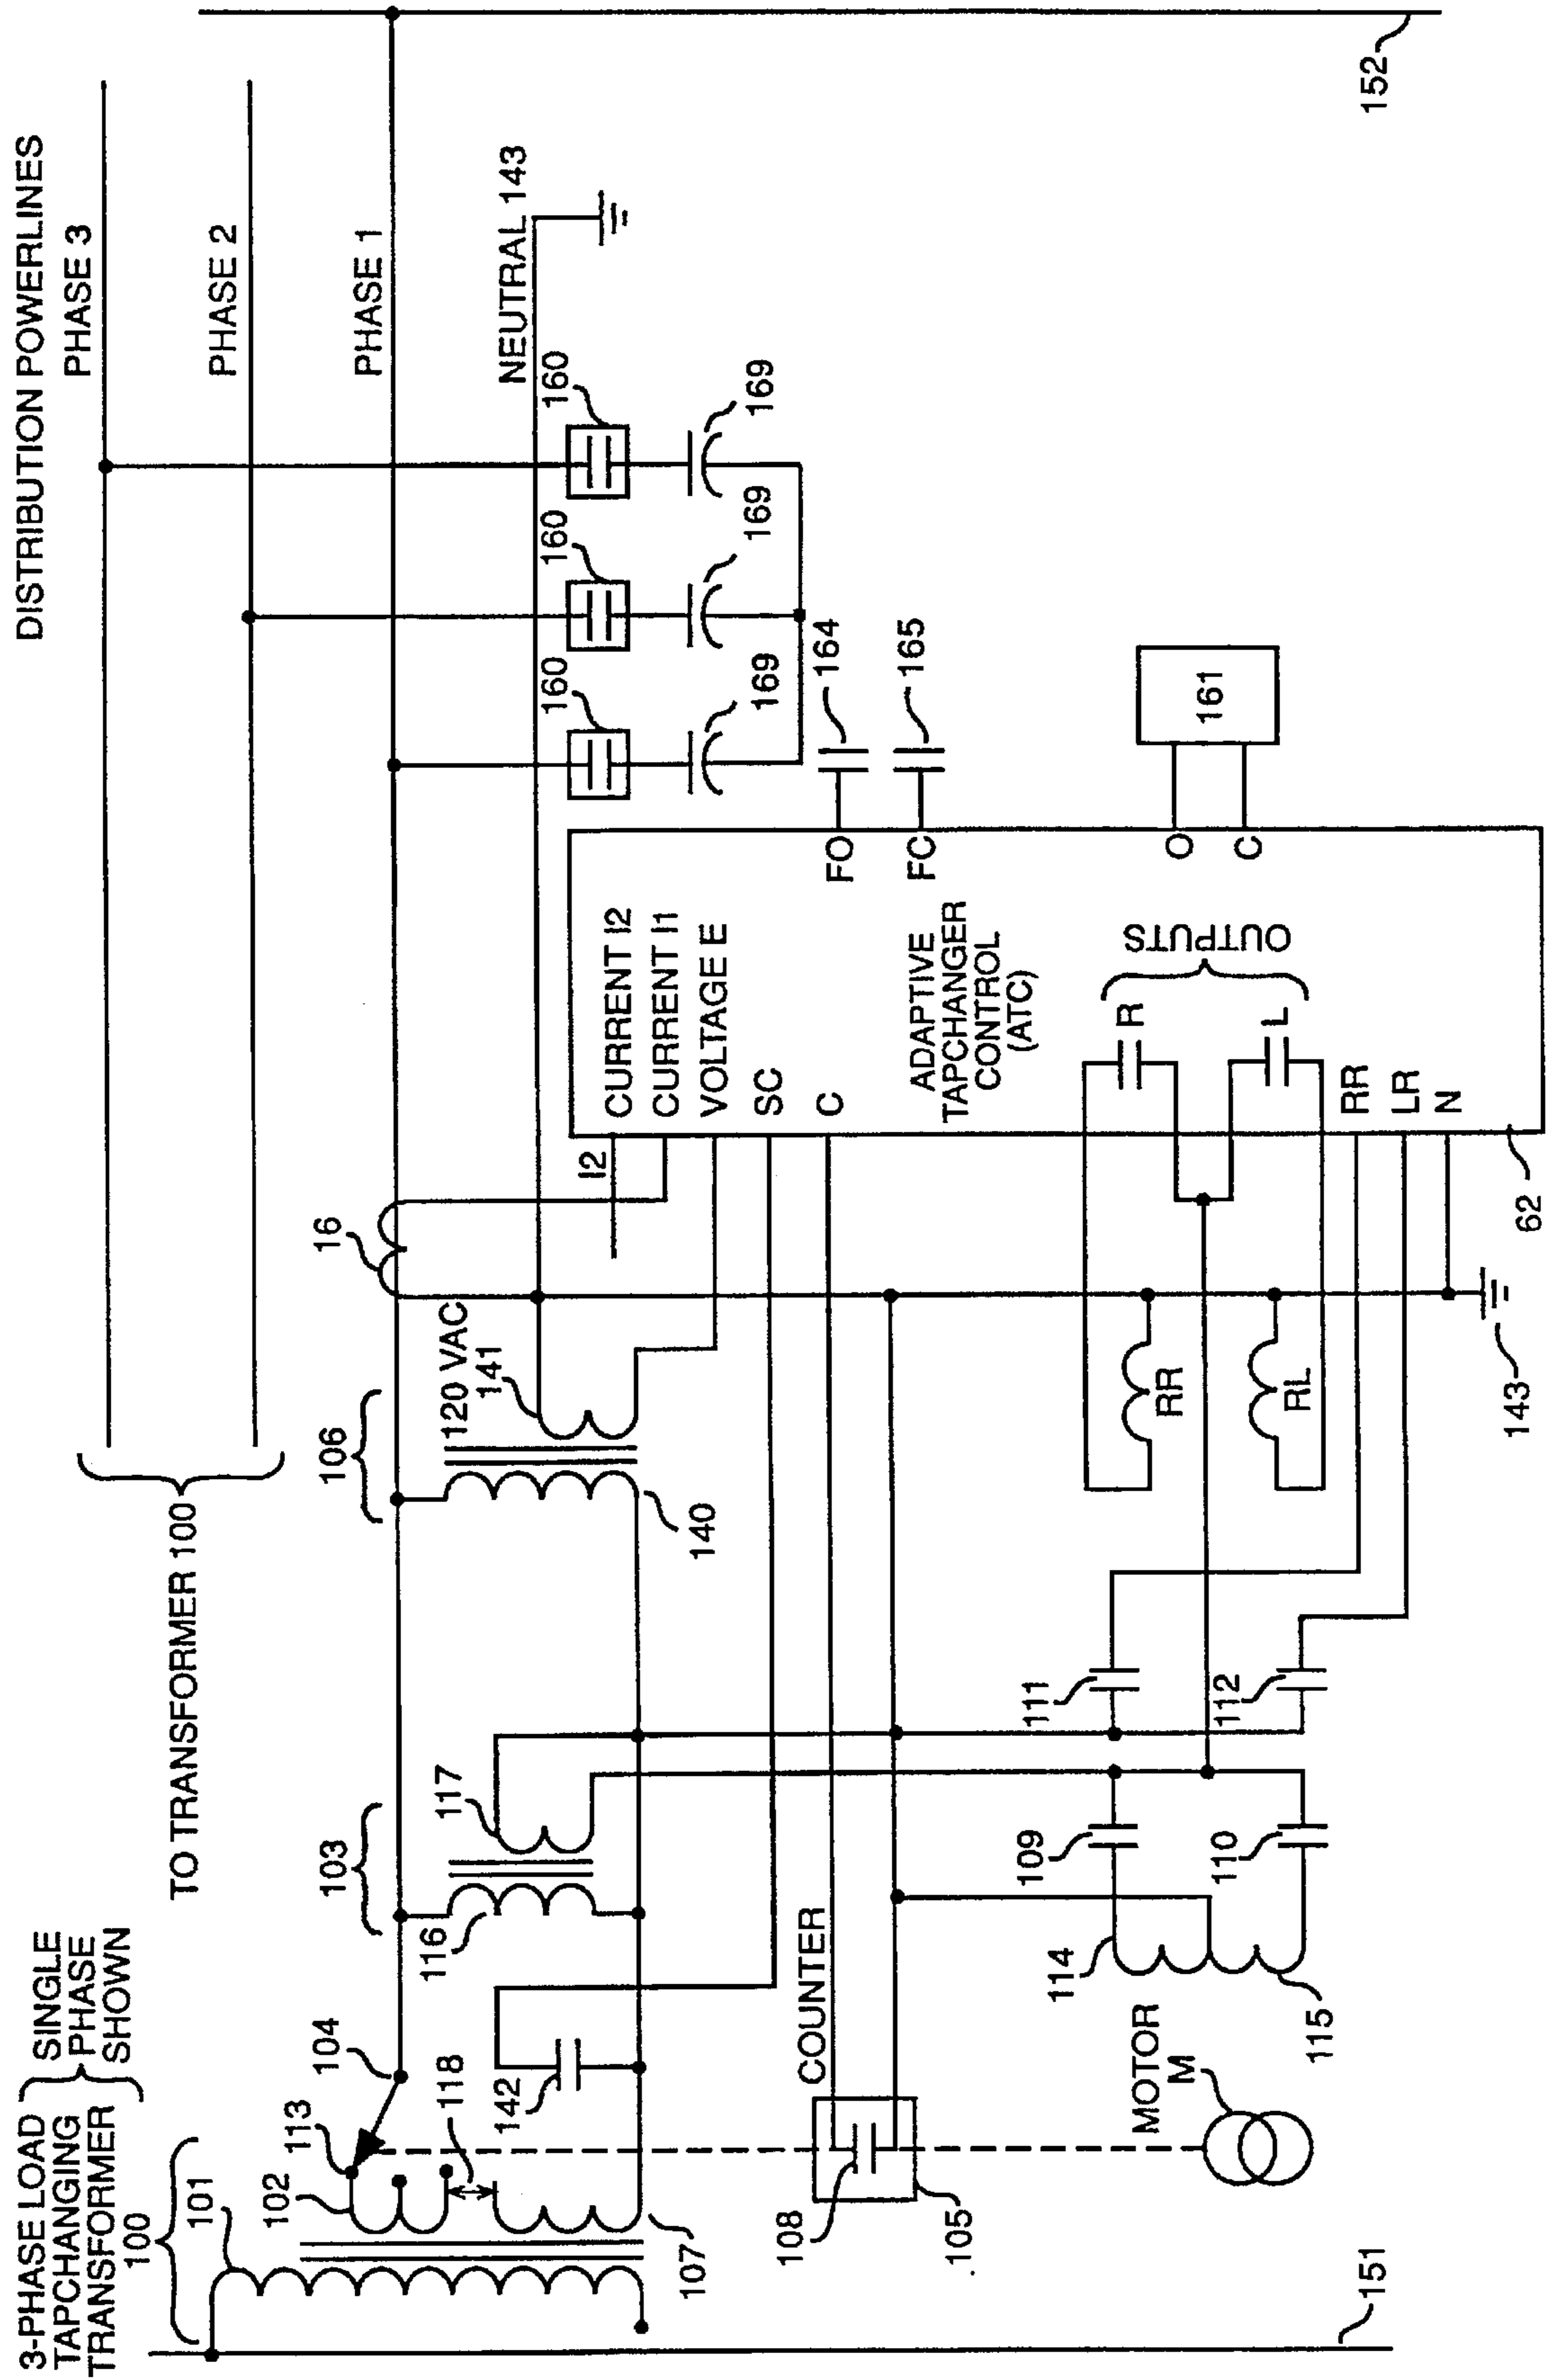 DISTRIBUTION POWERLINES
PHASE 3
PHASE 2
PHASE 1
NEUTRAL 143
152
3-PHASE LOAD
TAPCHANGING
TRANSFORMER
100
SINGLE
PHASE
SHOWN
TO TRANSFORMER 100
101
102
113
104
118
142
107
103
116
117
106
120 VAC
141
140
16
I2
160
160
160
169
169
169
164
165
161
CURRENT I2
CURRENT I1
VOLTAGE E
SC
C
FO
FC
O
C
ADAPTIVE
TAPCHANGER
CONTROL
(ATC)
OUTPUTS
R
L
RR
LR
N
62
COUNTER
108
105
MOTOR
M
114
115
109
110
111
112
RR
RL
143
151